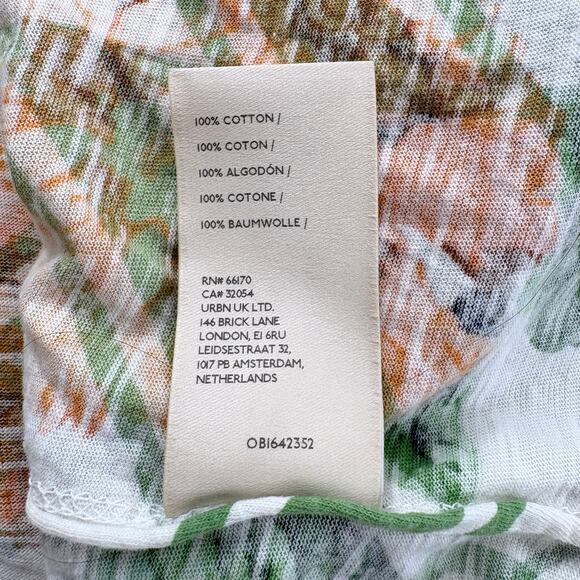 100% COTTON /
100% COTON /
100% ALGODÓN /
100% COTONE /
100% BAUMWOLLE /
RN# 66170
CA# 32054
URBN UK LTD.
146 BRICK LANE
LONDON, E1 6RU
LEIDSESTRAAT 32,
1017 PB AMSTERDAM,
NETHERLANDS
OB1642352